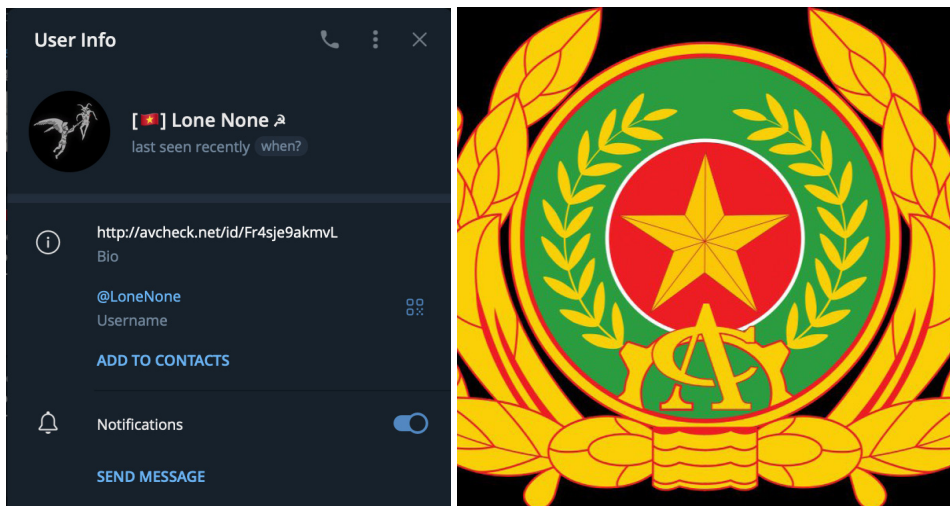 User Info
[🇻🇳] Lone None ☭
last seen recently when?
http://avcheck.net/id/Fr4sje9akmvL
Bio
@LoneNone
Username
ADD TO CONTACTS
Notifications
SEND MESSAGE
CA